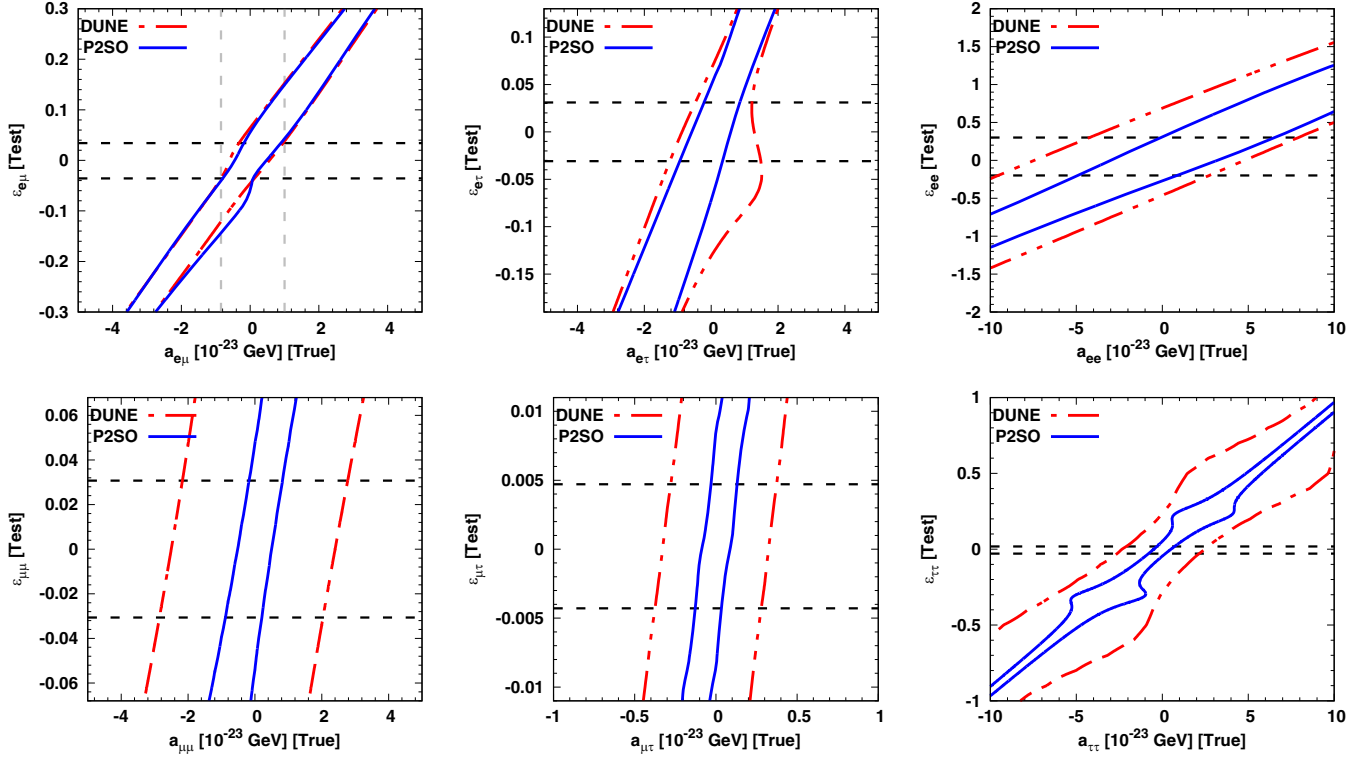 DUNE
P2SO
0.3
0.2
0.1
0
-0.1
-0.2
-0.3
-4 -2 0 2 4
ε_eμ [Test]
a_eμ [10^-23 GeV] [True]
DUNE
P2SO
0.1
0.05
0
-0.05
-0.1
-0.15
-4 -2 0 2 4
ε_eτ [Test]
a_eτ [10^-23 GeV] [True]
DUNE
P2SO
2
1.5
1
0.5
0
-0.5
-1
-1.5
-2
-10 -5 0 5 10
ε_ee [Test]
a_ee [10^-23 GeV] [True]
DUNE
P2SO
0.06
0.04
0.02
0
-0.02
-0.04
-0.06
-4 -2 0 2 4
ε_μμ [Test]
a_μμ [10^-23 GeV] [True]
DUNE
P2SO
0.01
0.005
0
-0.005
-0.01
-1 -0.5 0 0.5 1
ε_μτ [Test]
a_μτ [10^-23 GeV] [True]
DUNE
P2SO
1
0.5
0
-0.5
-1
-10 -5 0 5 10
ε_ττ [Test]
a_ττ [10^-23 GeV] [True]